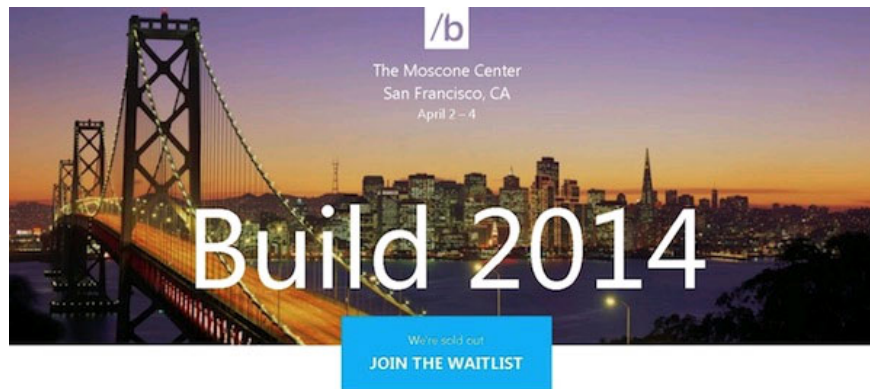 /b
The Moscone Center
San Francisco, CA
April 2 – 4
Build 2014
We're sold out
JOIN THE WAITLIST